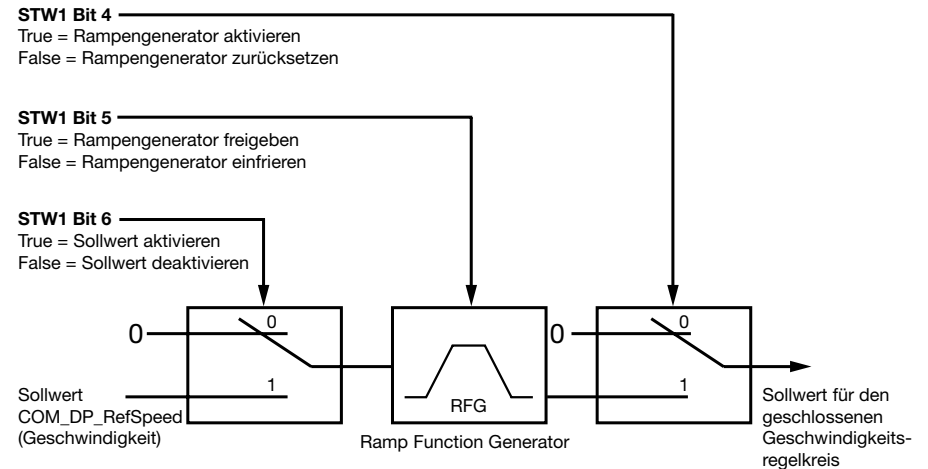 STW1 Bit 4
True = Rampengenerator aktivieren
False = Rampengenerator zurücksetzen
STW1 Bit 5
True = Rampengenerator freigeben
False = Rampengenerator einfrieren
STW1 Bit 6
True = Sollwert aktivieren
False = Sollwert deaktivieren
0
0
1
Sollwert
COM_DP_RefSpeed
(Geschwindigkeit)
RFG
Ramp Function Generator
0
0
1
Sollwert für den
geschlossenen
Geschwindigkeits-
regelkreis